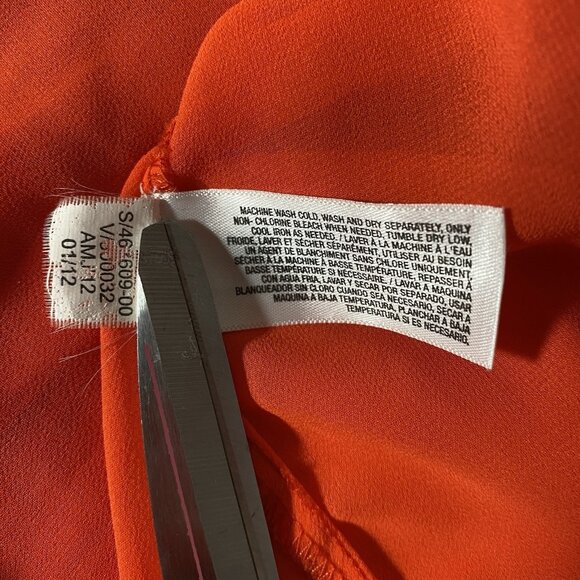 S46 609-00
V 0032
AM 12
01/12
MACHINE WASH COLD, WASH AND DRY SEPARATELY, ONLY
NON- CHLORINE BLEACH WHEN NEEDED, TUMBLE DRY LOW,
COOL IRON AS NEEDED. / LAVER À LA MACHINE À L'EAU
FROIDE, LAVER ET SÉCHER SÉPARÉMENT, UTILISER AU BESOIN
UN AGENT DE BLANCHIMENT SANS CHLORE UNIQUEMENT,
SÉCHER À LA MACHINE À BASSE TEMPÉRATURE, REPASSER À
BASSE TEMPÉRATURE SI NÉCESSAIRE. / LAVAR A MAQUINA
CON AGUA FRIA, LAVAR Y SECAR POR SEPARADO, USAR
BLANQUEADOR SIN CLORO CUANDO SEA NECESARIO, SECAR A
MAQUINA A BAJA TEMPERATURA, PLANCHAR A BAJA
TEMPERATURA SI ES NECESARIO.